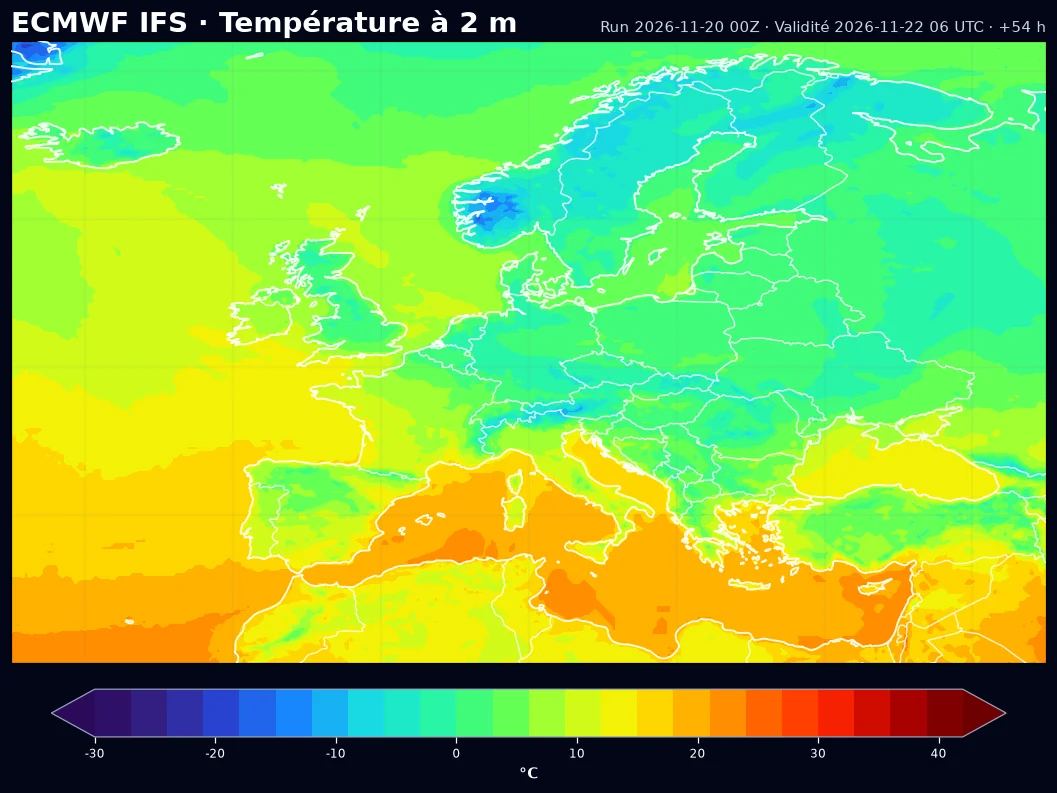 ECMWF IFS · Température à 2 m
Run 2026-11-20 00Z · Validité 2026-11-22 06 UTC · +54 h
-30 -20 -10 0 10 20 30 40
°C